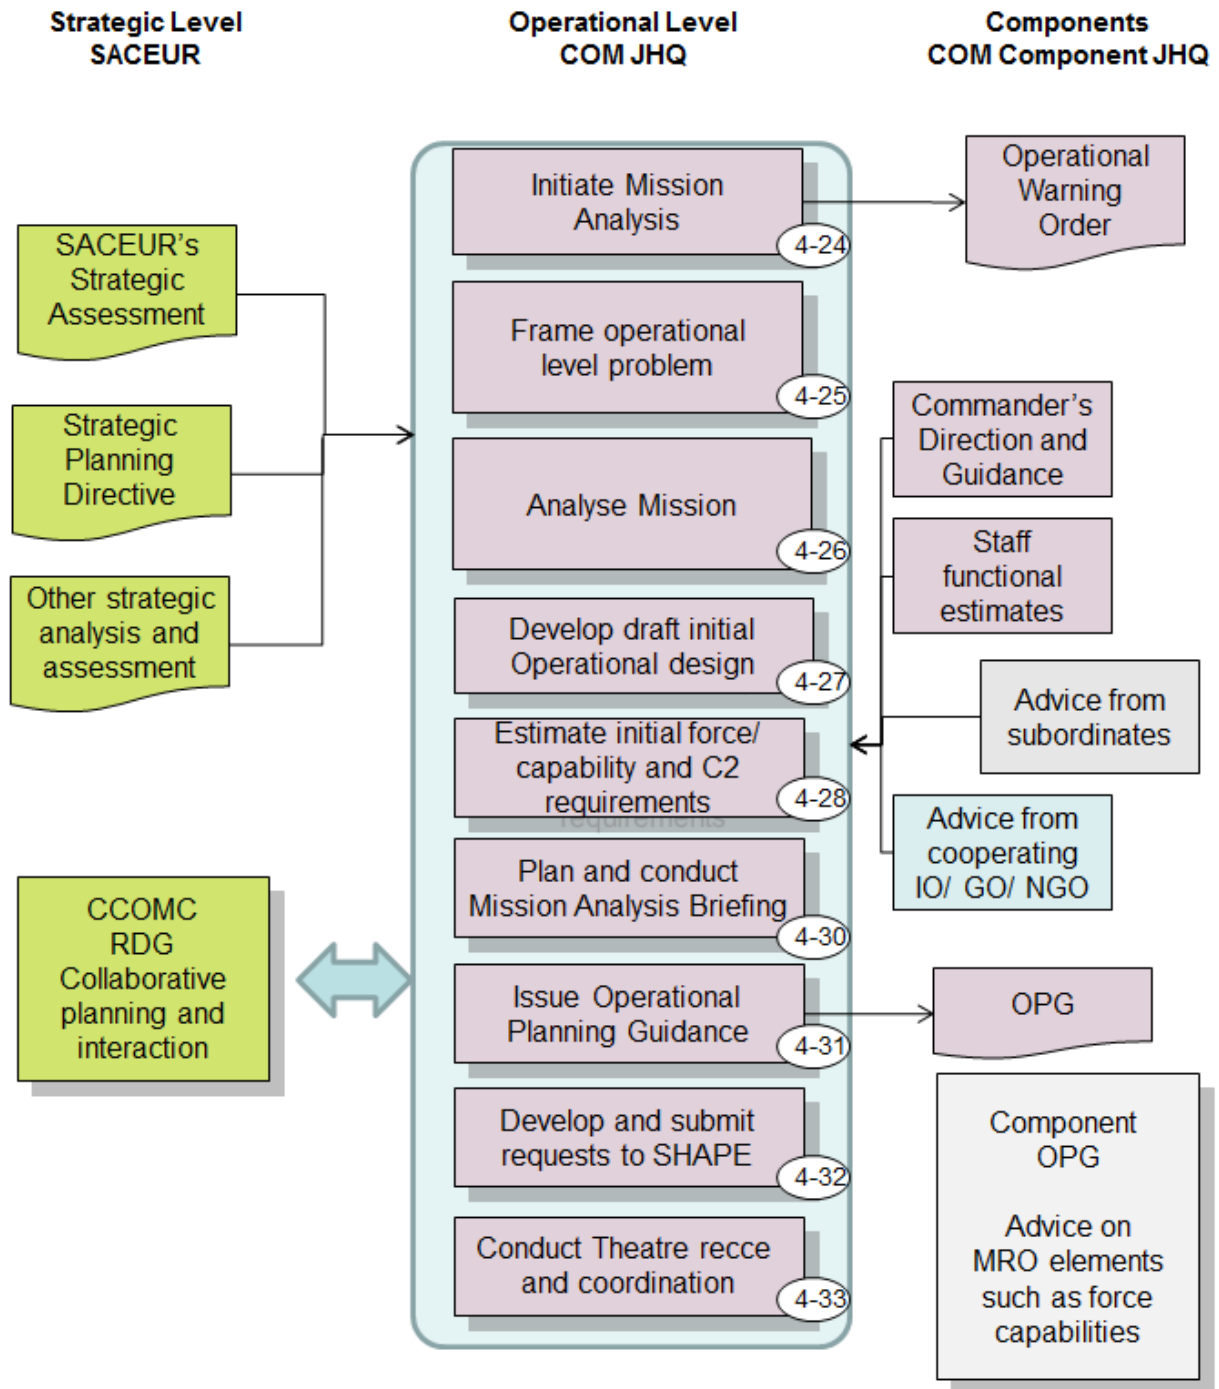 Strategic Level
SACEUR
Operational Level
COM JHQ
Components
COM Component JHQ
SACEUR's
Strategic
Assessment
Strategic
Planning
Directive
Other strategic
analysis and
assessment
CCOMC
RDG
Collaborative
planning and
interaction
Initiate Mission
Analysis
4-24
Frame operational
level problem
4-25
Analyse Mission
4-26
Develop draft initial
Operational design
4-27
Estimate initial force/
capability and C2
requirements
requirements
4-28
Plan and conduct
Mission Analysis Briefing
4-30
Issue Operational
Planning Guidance
4-31
Develop and submit
requests to SHAPE
4-32
Conduct Theatre recce
and coordination
4-33
Operational
Warning
Order
Commander's
Direction and
Guidance
Staff
functional
estimates
Advice from
subordinates
Advice from
cooperating
IO/ GO/ NGO
OPG
Component
OPG
Advice on
MRO elements
such as force
capabilities